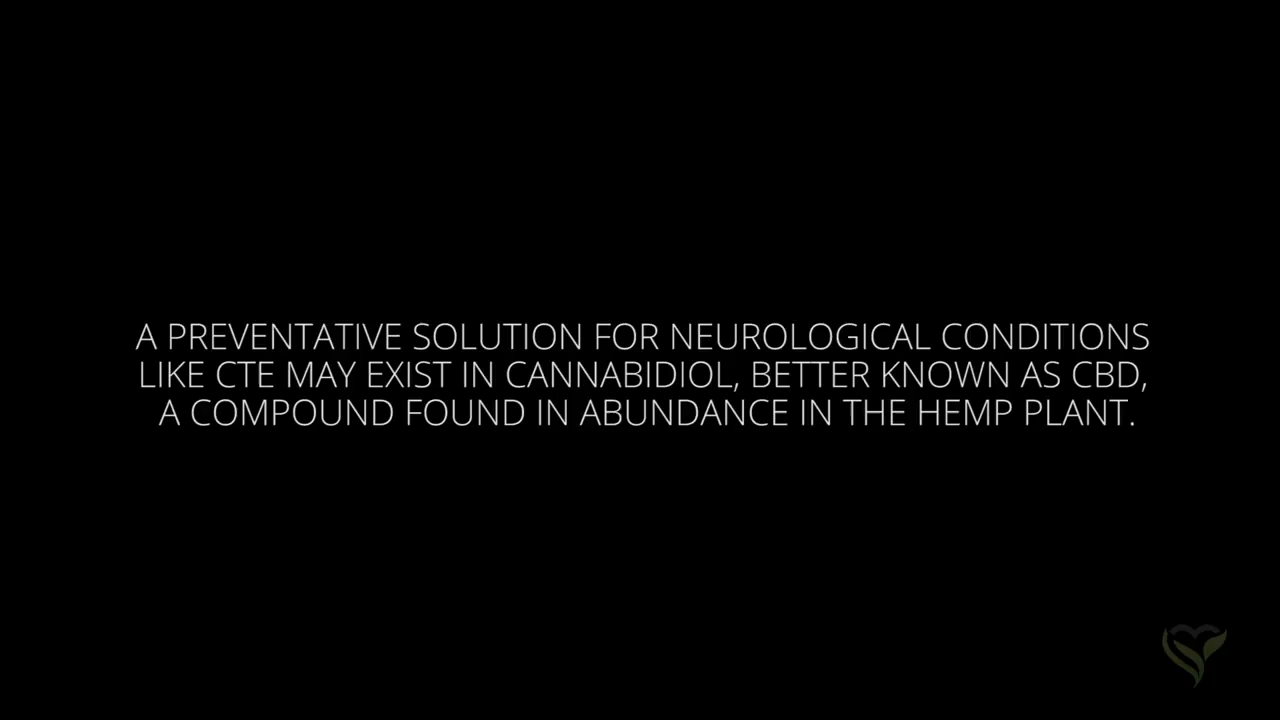 A PREVENTATIVE SOLUTION FOR NEUROLOGICAL CONDITIONS
LIKE CTE MAY EXIST IN CANNABIDIOL, BETTER KNOWN AS CBD,
A COMPOUND FOUND IN ABUNDANCE IN THE HEMP PLANT.